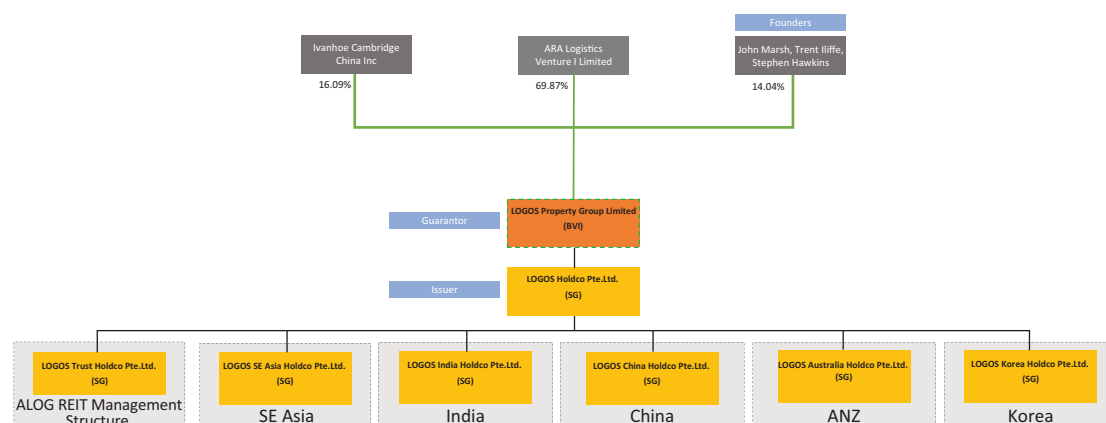 Founders
Ivanhoe Cambridge
China Inc
ARA Logistics
Venture I Limited
John Marsh, Trent Iliffe,
Stephen Hawkins
16.09%
69.87%
14.04%
Guarantor
LOGOS Property Group Limited
(BVI)
Issuer
LOGOS Holdco Pte.Ltd.
(SG)
LOGOS Trust Holdco Pte.Ltd.
(SG)
ALOG REIT Management
Structure
LOGOS SE Asia Holdco Pte.Ltd.
(SG)
SE Asia
LOGOS India Holdco Pte.Ltd.
(SG)
India
LOGOS China Holdco Pte.Ltd.
(SG)
China
LOGOS Australia Holdco Pte.Ltd.
(SG)
ANZ
LOGOS Korea Holdco Pte.Ltd.
(SG)
Korea